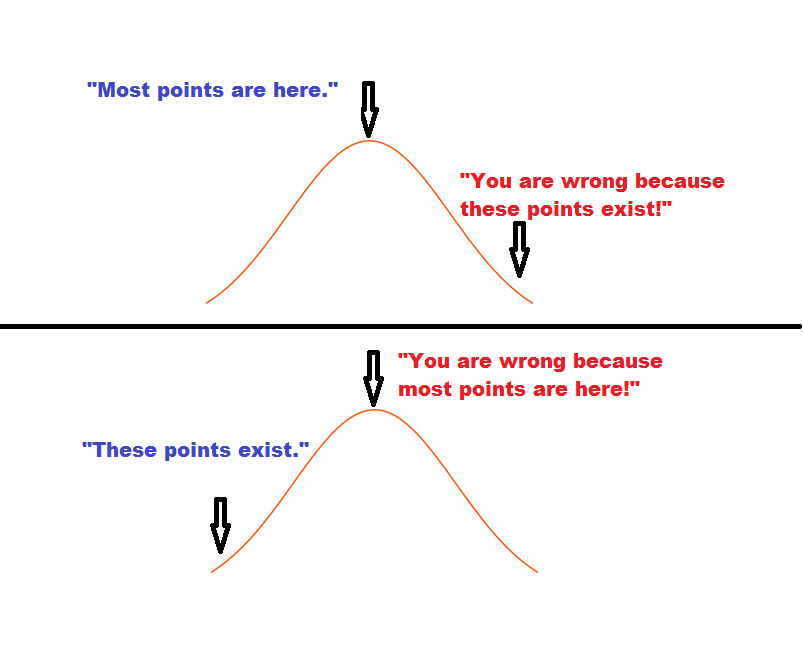 "Most points are here."
"You are wrong because
these points exist!"
"You are wrong because
most points are here!"
"These points exist."